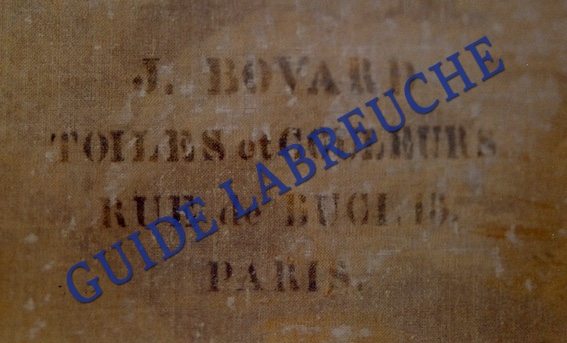 J. BOVARD
TOILES et COULEURS
RUE de BUCI. 15.
PARIS.
GUIDE LABREUCHE